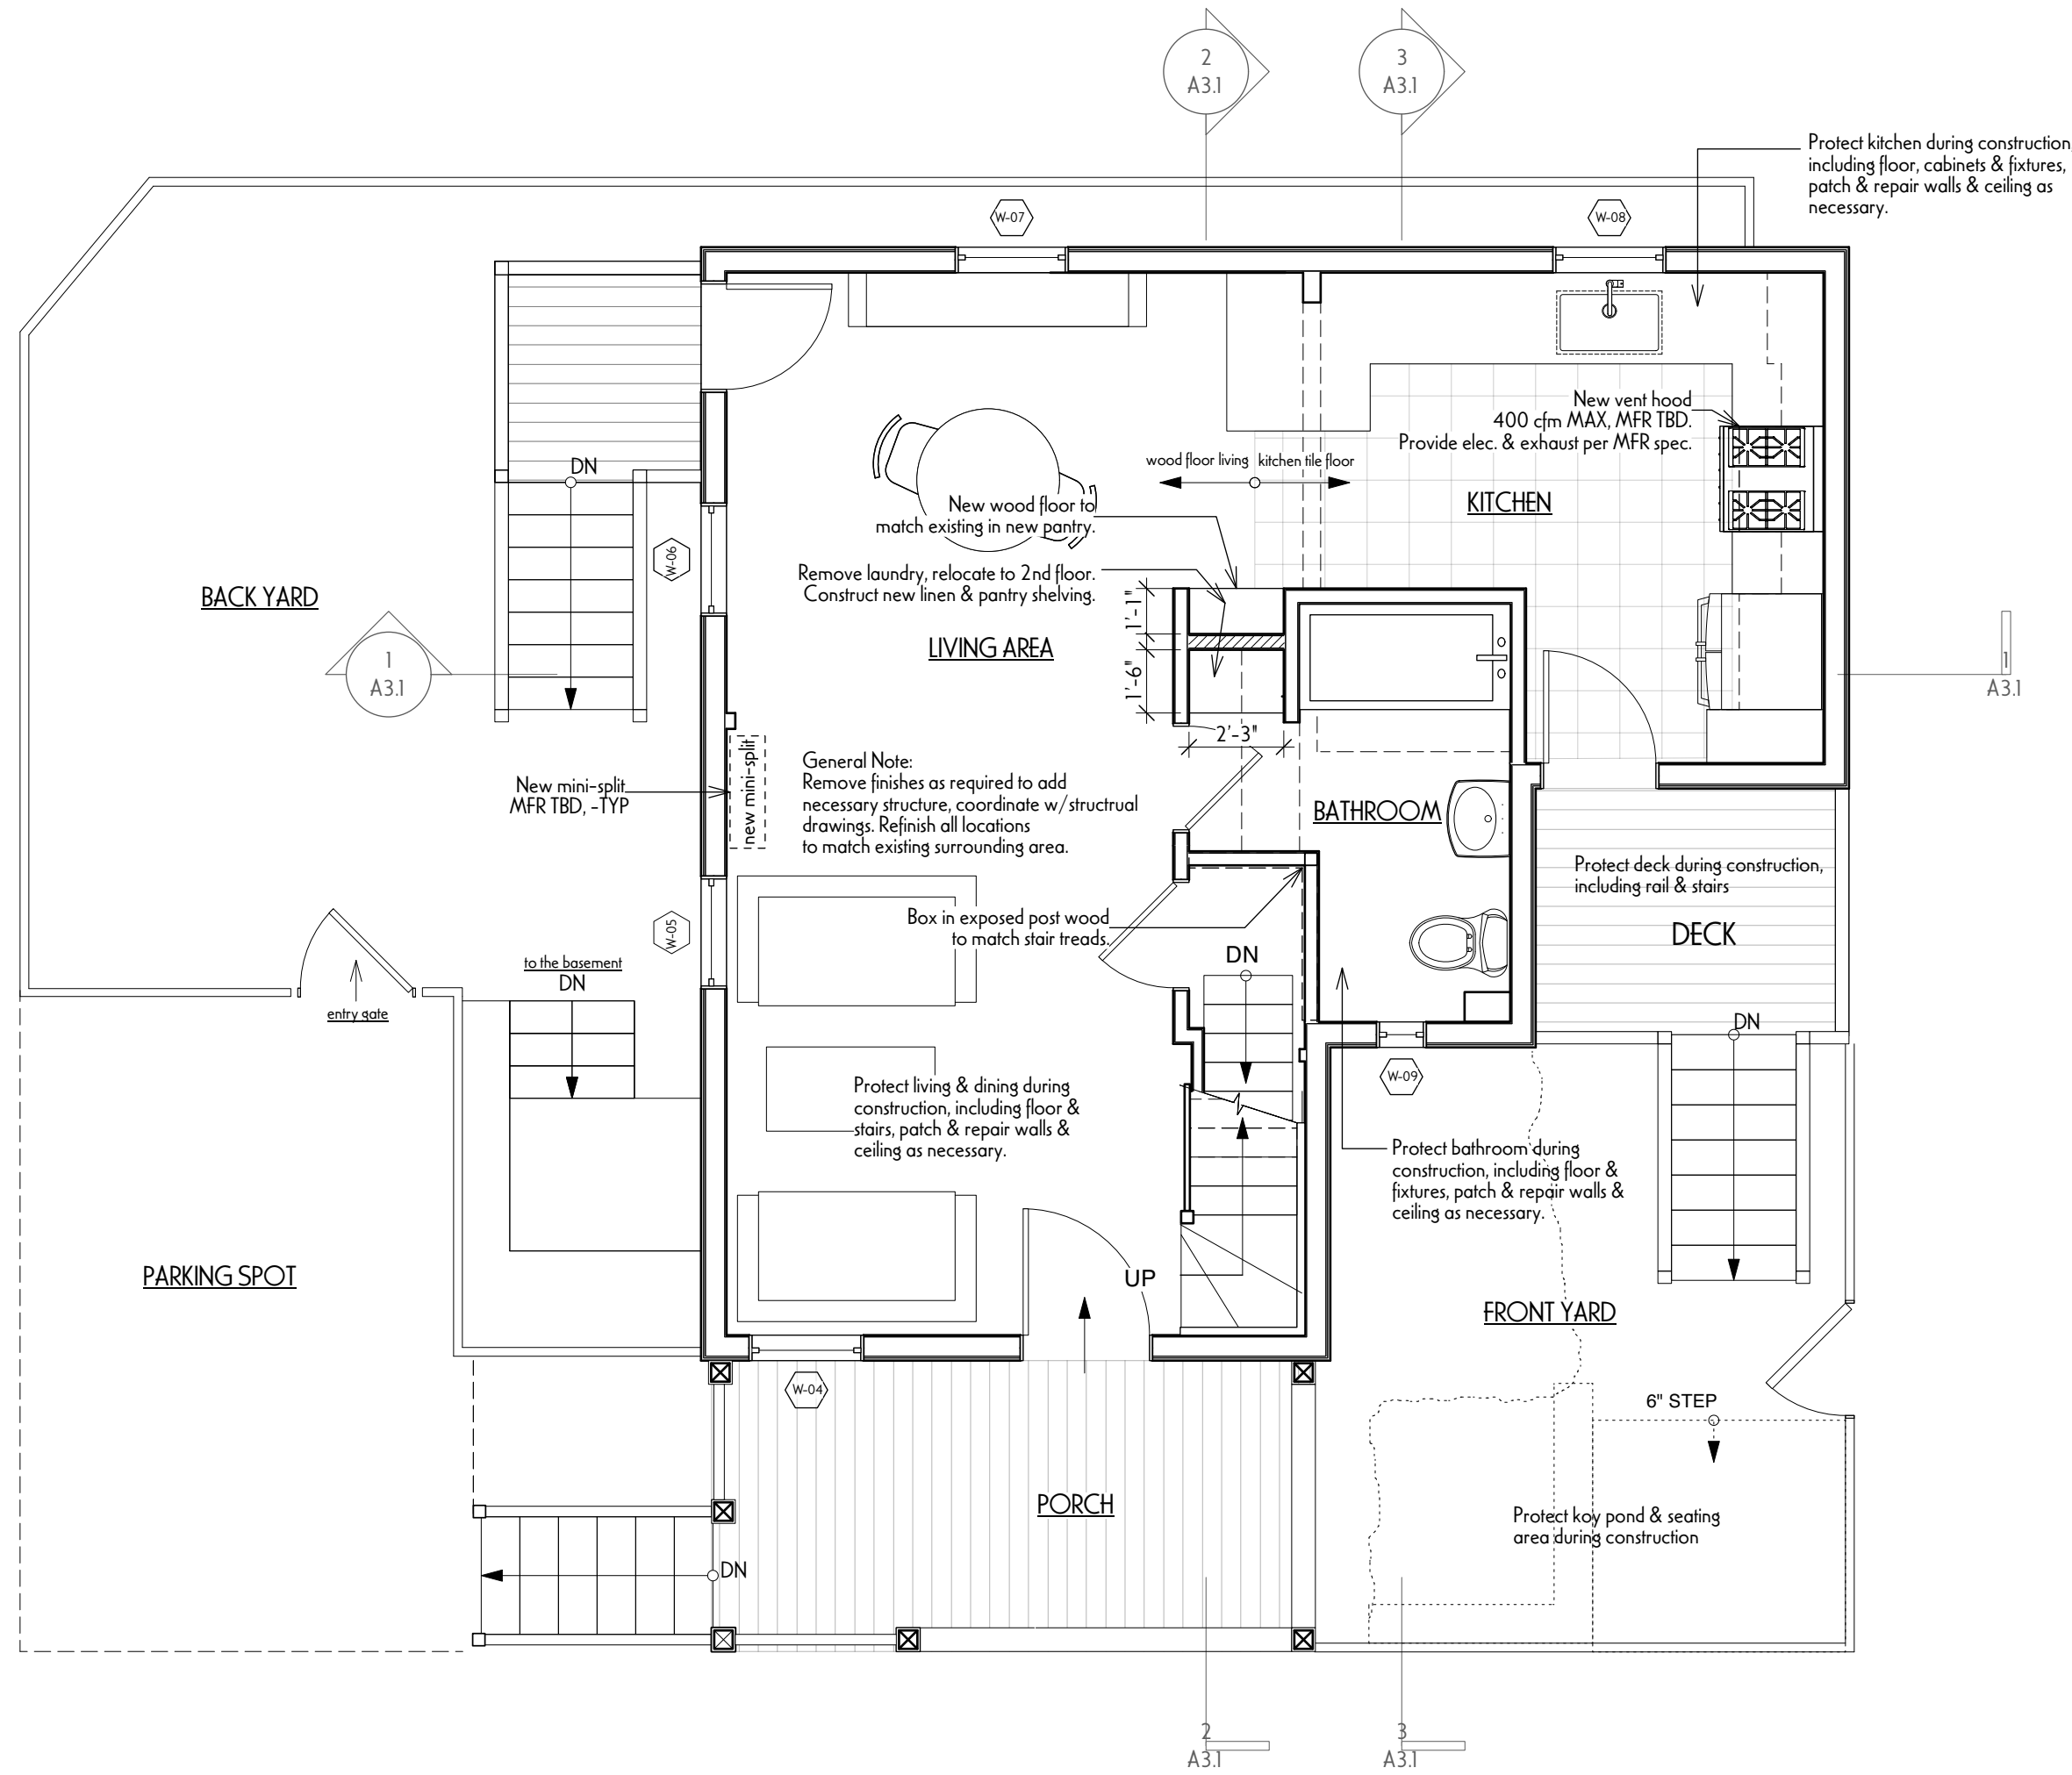 2
A3.1
3
A3.1
Protect kitchen during construction
including floor, cabinets & fixtures,
patch & repair walls & ceiling as
necessary.
W-07
W-08
New vent hood
400 cfm MAX, MFR TBD.
Provide elec. & exhaust per MFR spec.
wood floor living
kitchen tile floor
KITCHEN
DN
New wood floor to
match existing in new pantry.
W-06
Remove laundry, relocate to 2nd floor.
Construct new linen & pantry shelving.
BACK YARD
1'-1"
LIVING AREA
1
A3.1
1'-6"
1
A3.1
2'-3"
General Note:
Remove finishes as required to add
necessary structure, coordinate w/structrual
drawings. Refinish all locations
to match existing surrounding area.
New mini-split
MFR TBD, -TYP
new mini-split
BATHROOM
Protect deck during construction,
including rail & stairs
DECK
Box in exposed post wood
to match stair treads.
W-05
DN
to the basement
DN
entry gate
DN
W-09
Protect living & dining during
construction, including floor &
stairs, patch & repair walls &
ceiling as necessary.
Protect bathroom during
construction, including floor &
fixtures, patch & repair walls &
ceiling as necessary.
PARKING SPOT
UP
FRONT YARD
W-04
6" STEP
PORCH
Protect koy pond & seating
area during construction
DN
2
A3.1
3
A3.1